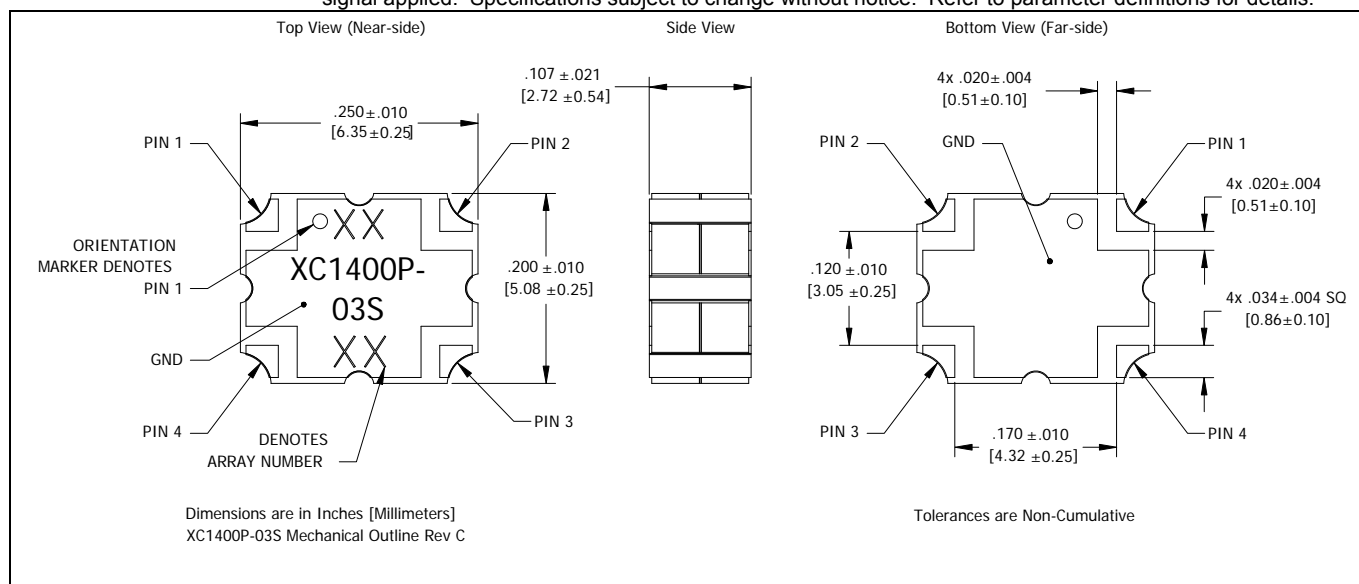 signal applied. Specifications subject to change without notice. Refer to parameter definitions for details.
Top View (Near-side)
Side View
Bottom View (Far-side)
.250±.010
[6.35±0.25]
.107 ±.021
[2.72 ±0.54]
4x .020±.004
[0.51±0.10]
PIN 1
PIN 2
PIN 2
GND
PIN 1
4x .020±.004
[0.51±0.10]
XX
ORIENTATION
MARKER DENOTES
PIN 1
XC1400P-
03S
.200 ±.010
[5.08 ±0.25]
.120 ±.010
[3.05 ±0.25]
4x .034±.004 SQ
[0.86±0.10]
GND
XX
PIN 4
PIN 3
DENOTES
ARRAY NUMBER
PIN 3
PIN 4
.170 ±.010
[4.32 ±0.25]
Dimensions are in Inches [Millimeters]
XC1400P-03S Mechanical Outline Rev C
Tolerances are Non-Cumulative